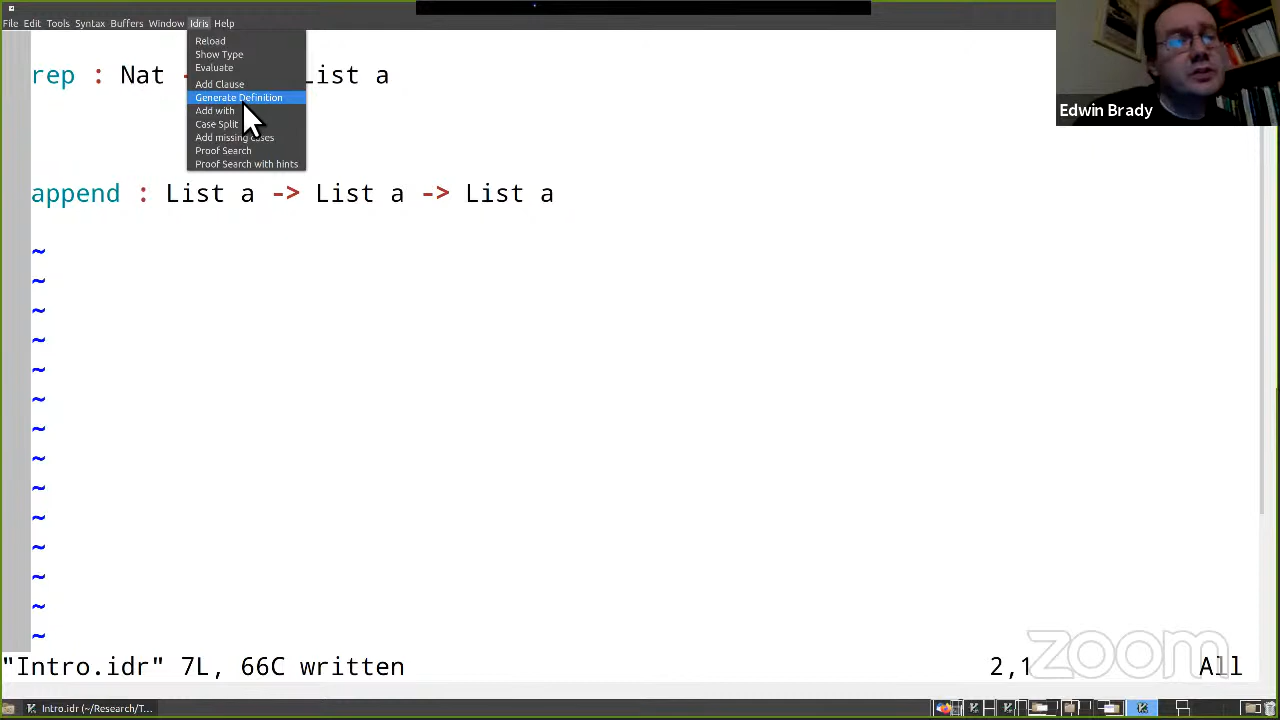 File Edit Tools Syntax Buffers Window Idris Help
Reload
Show Type
Evaluate
Add Clause
Generate Definition
Add with
Case Split
Add missing cases
Proof Search
Proof Search with hints
rep : Nat - List a
append : List a -> List a -> List a
~
~
~
~
~
~
~
~
~
~
~
~
~
~
"Intro.idr" 7L, 66C written 2,1 All
Edwin Brady
zoom
Intro.idr (~/Research/T...